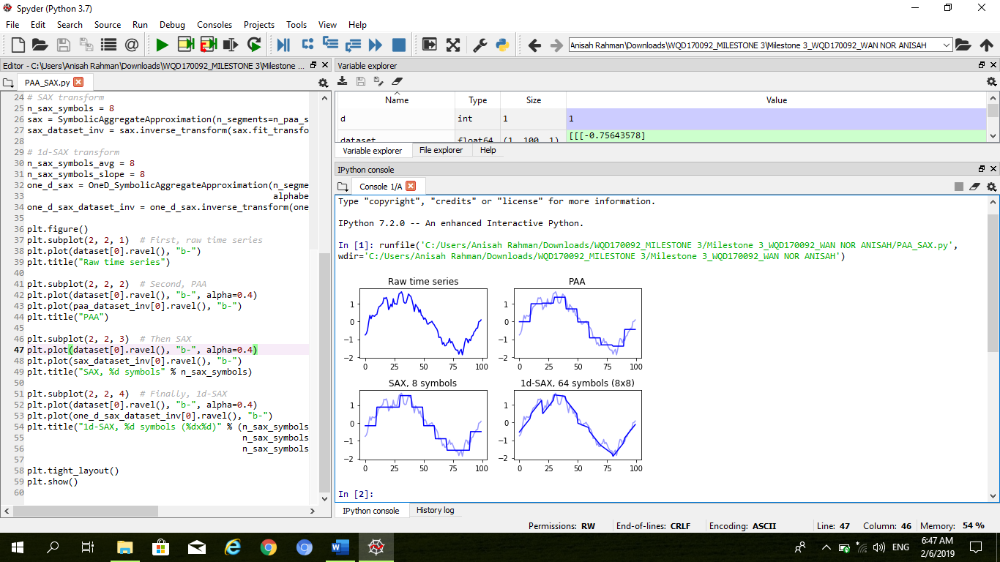 Spyder (Python 3.7)
File Edit Search Source Run Debug Consoles Projects Tools View Help
Anisah Rahman\Downloads\WQD170092_MILESTONE 3\Milestone 3_WQD170092_WAN NOR ANISAH
Editor - C:\Users\Anisah Rahman\Downloads\WQD170092_MILESTONE 3\Milestone ...
PAA_SAX.py
24 # SAX transform
25 n_sax_symbols = 8
26 sax = SymbolicAggregateApproximation(n_segments=n_paa_s
27 sax_dataset_inv = sax.inverse_transform(sax.fit_transfo
28
29 # 1d-SAX transform
30 n_sax_symbols_avg = 8
31 n_sax_symbols_slope = 8
32 one_d_sax = OneD_SymbolicAggregateApproximation(n_segme
33 alphabe
34 one_d_sax_dataset_inv = one_d_sax.inverse_transform(one
35
36 plt.figure()
37 plt.subplot(2, 2, 1)  # First, raw time series
38 plt.plot(dataset[0].ravel(), "b-")
39 plt.title("Raw time series")
40
41 plt.subplot(2, 2, 2)  # Second, PAA
42 plt.plot(dataset[0].ravel(), "b-", alpha=0.4)
43 plt.plot(paa_dataset_inv[0].ravel(), "b-")
44 plt.title("PAA")
45
46 plt.subplot(2, 2, 3)  # Then SAX
47 plt.plot(dataset[0].ravel(), "b-", alpha=0.4)
48 plt.plot(sax_dataset_inv[0].ravel(), "b-")
49 plt.title("SAX, %d symbols" % n_sax_symbols)
50
51 plt.subplot(2, 2, 4)  # Finally, 1d-SAX
52 plt.plot(dataset[0].ravel(), "b-", alpha=0.4)
53 plt.plot(one_d_sax_dataset_inv[0].ravel(), "b-")
54 plt.title("1d-SAX, %d symbols (%dx%d)" % (n_sax_symbols
55 n_sax_symbols
56 n_sax_symbols
57
58 plt.tight_layout()
59 plt.show()
60
Variable explorer
Name Type Size Value
d int 1 1
dataset float64 (1, 100, 1) [[[-0.75643578]
Variable explorer File explorer Help
IPython console
Console 1/A
Type "copyright", "credits" or "license" for more information.
IPython 7.2.0 -- An enhanced Interactive Python.
In [1]: runfile('C:/Users/Anisah Rahman/Downloads/WQD170092_MILESTONE 3/Milestone 3_WQD170092_WAN NOR ANISAH/PAA_SAX.py',
wdir='C:/Users/Anisah Rahman/Downloads/WQD170092_MILESTONE 3/Milestone 3_WQD170092_WAN NOR ANISAH')
Raw time series
1
0
−1
−2
0 25 50 75 100
PAA
1
0
−1
−2
0 25 50 75 100
SAX, 8 symbols
1
0
−1
−2
0 25 50 75 100
1d-SAX, 64 symbols (8x8)
1
0
−1
−2
0 25 50 75 100
In [2]:
IPython console History log
Permissions: RW End-of-lines: CRLF Encoding: ASCII Line: 47 Column: 46 Memory: 54 %
ENG
6:47 AM
2/6/2019